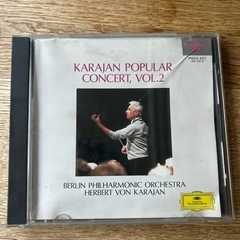 KARAJAN POPULAR
CONCERT, VOL.2
BERLIN PHILHARMONIC ORCHESTRA
HERBERT VON KARAJAN